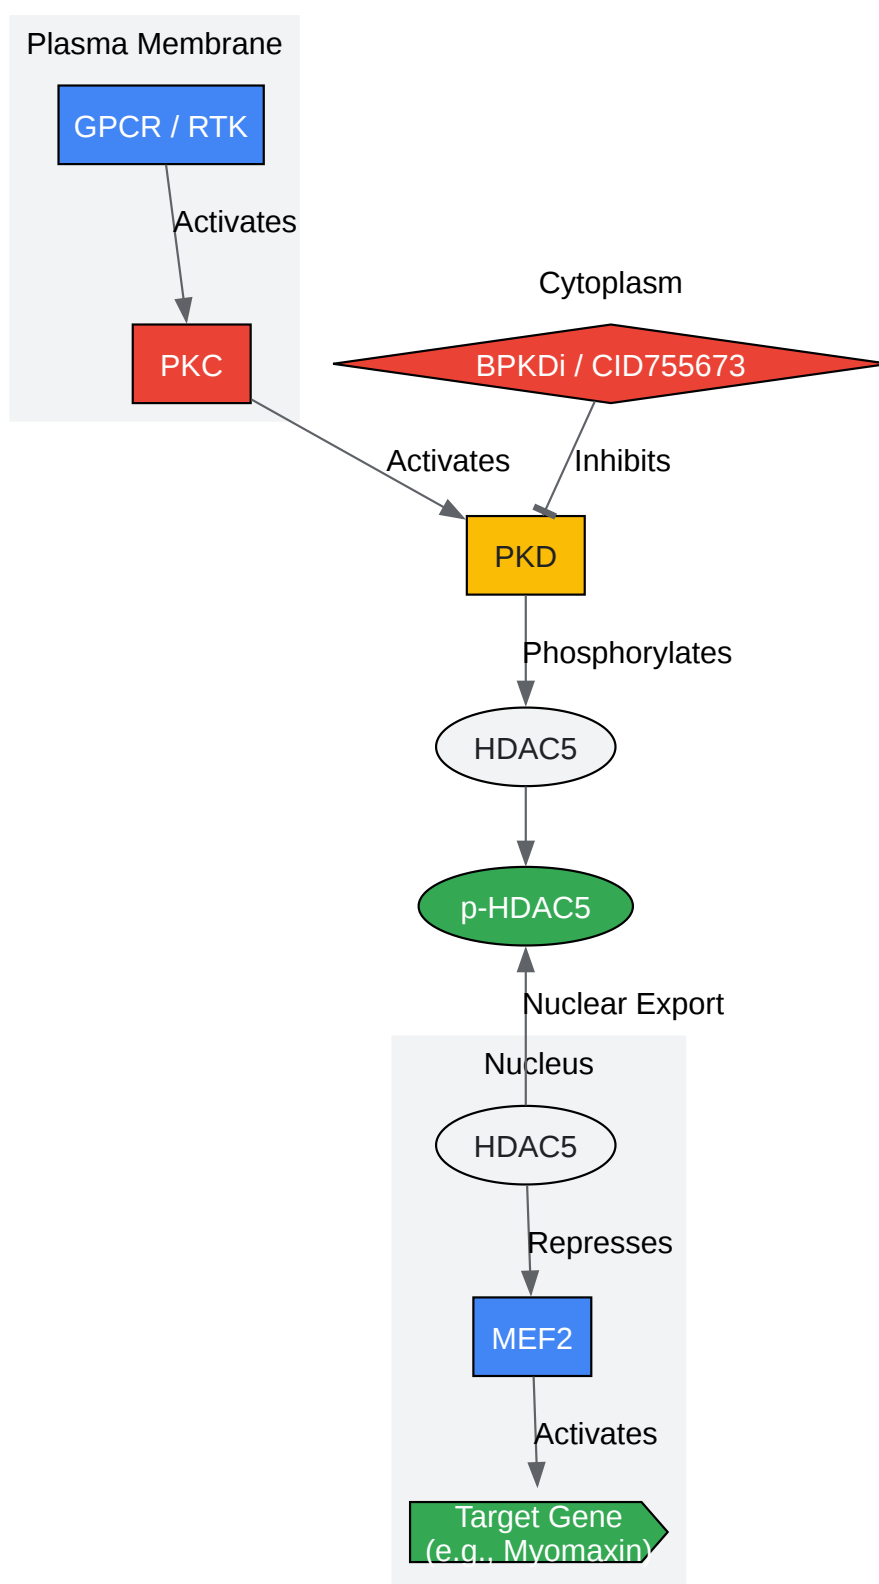 Plasma Membrane
GPCR / RTK
Activates
Cytoplasm
PKC
BPKDi / CID755673
Activates
Inhibits
PKD
Phosphorylates
HDAC5
p-HDAC5
Nuclear Export
Nucleus
HDAC5
Represses
MEF2
Activates
Target Gene
(e.g., Myomaxin)